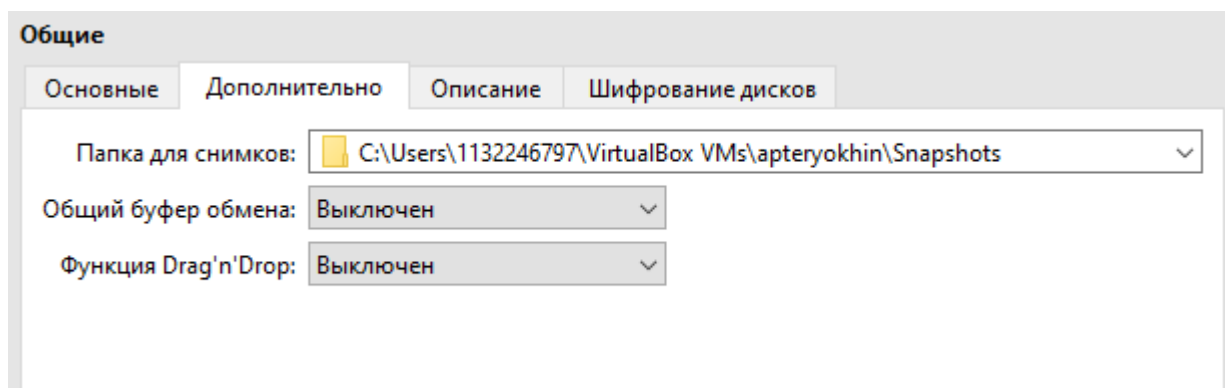 Общие
Основные Дополнительно Описание Шифрование дисков
Папка для снимков: C:\Users\1132246797\VirtualBox VMs\apteryokhin\Snapshots
Общий буфер обмена: Выключен
Функция Drag'n'Drop: Выключен